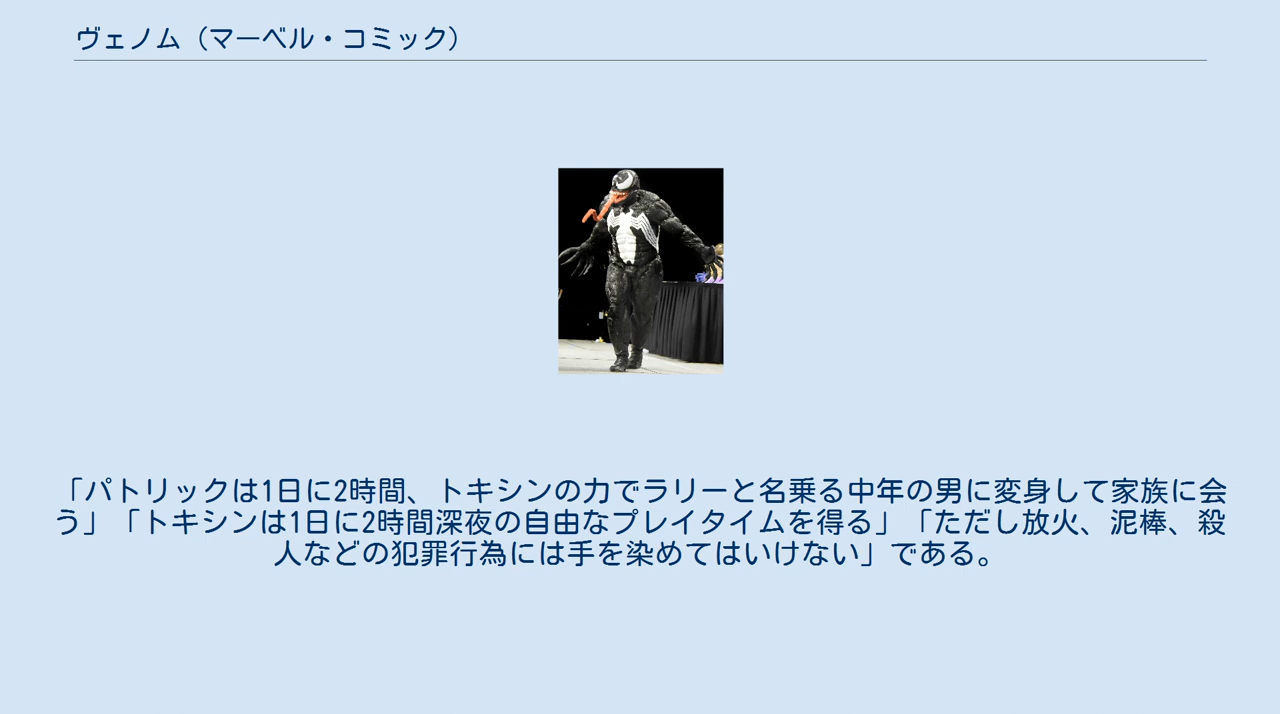 ヴェノム（マーベル・コミック）
「パトリックは1日に2時間、トキシンの力でラリーと名乗る中年の男に変身して家族に会
う」「トキシンは1日に2時間深夜の自由なプレイタイムを得る」「ただし放火、泥棒、殺
人などの犯罪行為には手を染めてはいけない」である。